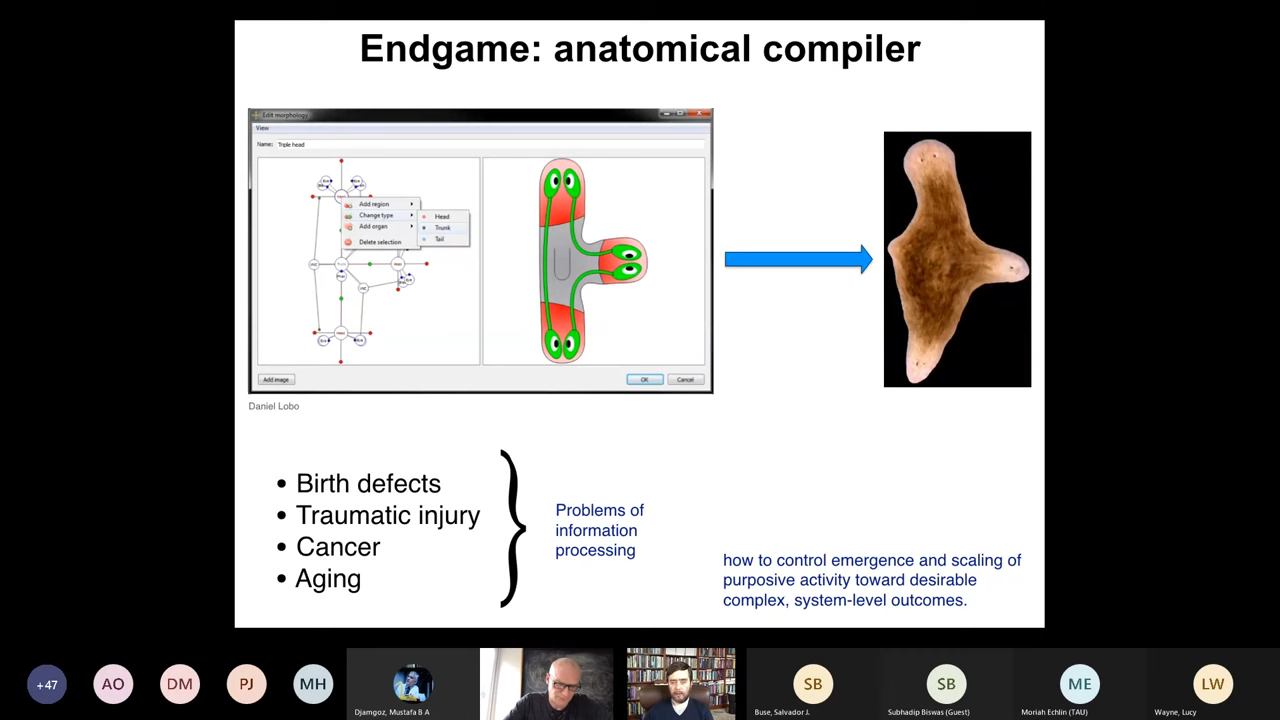 Endgame: anatomical compiler
Edit morphology
View
Name: Triple head
Add region
Change type
Add organ
Delete selection
Head
Trunk
Tail
Add image
OK
Cancel
Daniel Lobo
• Birth defects
• Traumatic injury
• Cancer
• Aging
Problems of
information
processing
how to control emergence and scaling of
purposive activity toward desirable
complex, system-level outcomes.
+47
AO
DM
PJ
MH
SB
SB
ME
LW
Djamgoz, Mustafa B A
Buse, Salvador J.
Subhadip Biswas (Guest)
Moriah Echlin (TAU)
Wayne, Lucy